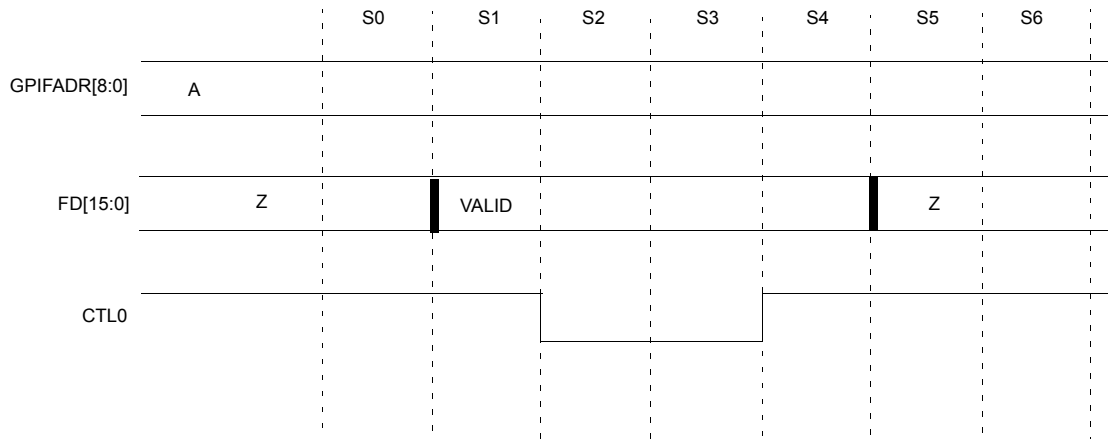 S0 S1 S2 S3 S4 S5 S6
GPIFADR[8:0] A
FD[15:0] Z VALID Z
CTL0